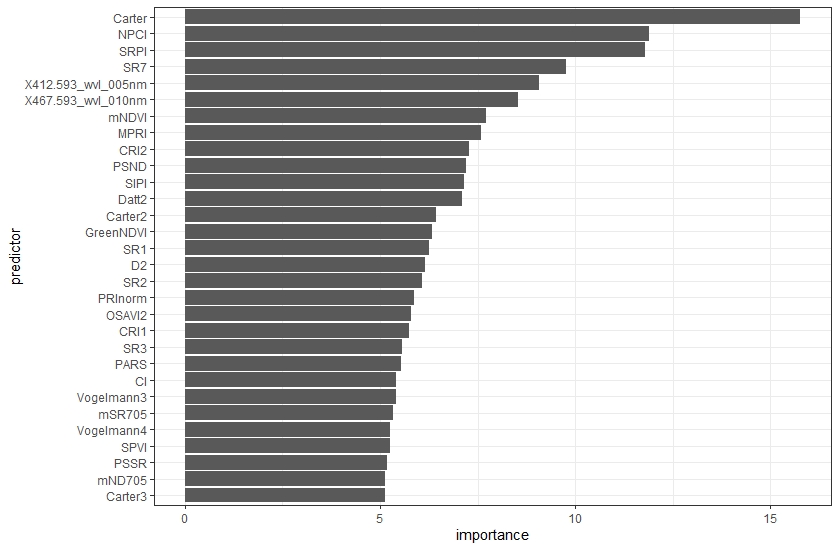 Carter
NPCI
SRPI
SR7
X412.593_wvl_005nm
X467.593_wvl_010nm
mNDVI
MPRI
CRI2
PSND
SIPI
Datt2
Carter2
GreenNDVI
SR1
D2
SR2
PRInorm
OSAVI2
CRI1
SR3
PARS
CI
Vogelmann3
mSR705
Vogelmann4
SPVI
PSSR
mND705
Carter3
predictor
0 5 10 15
importance